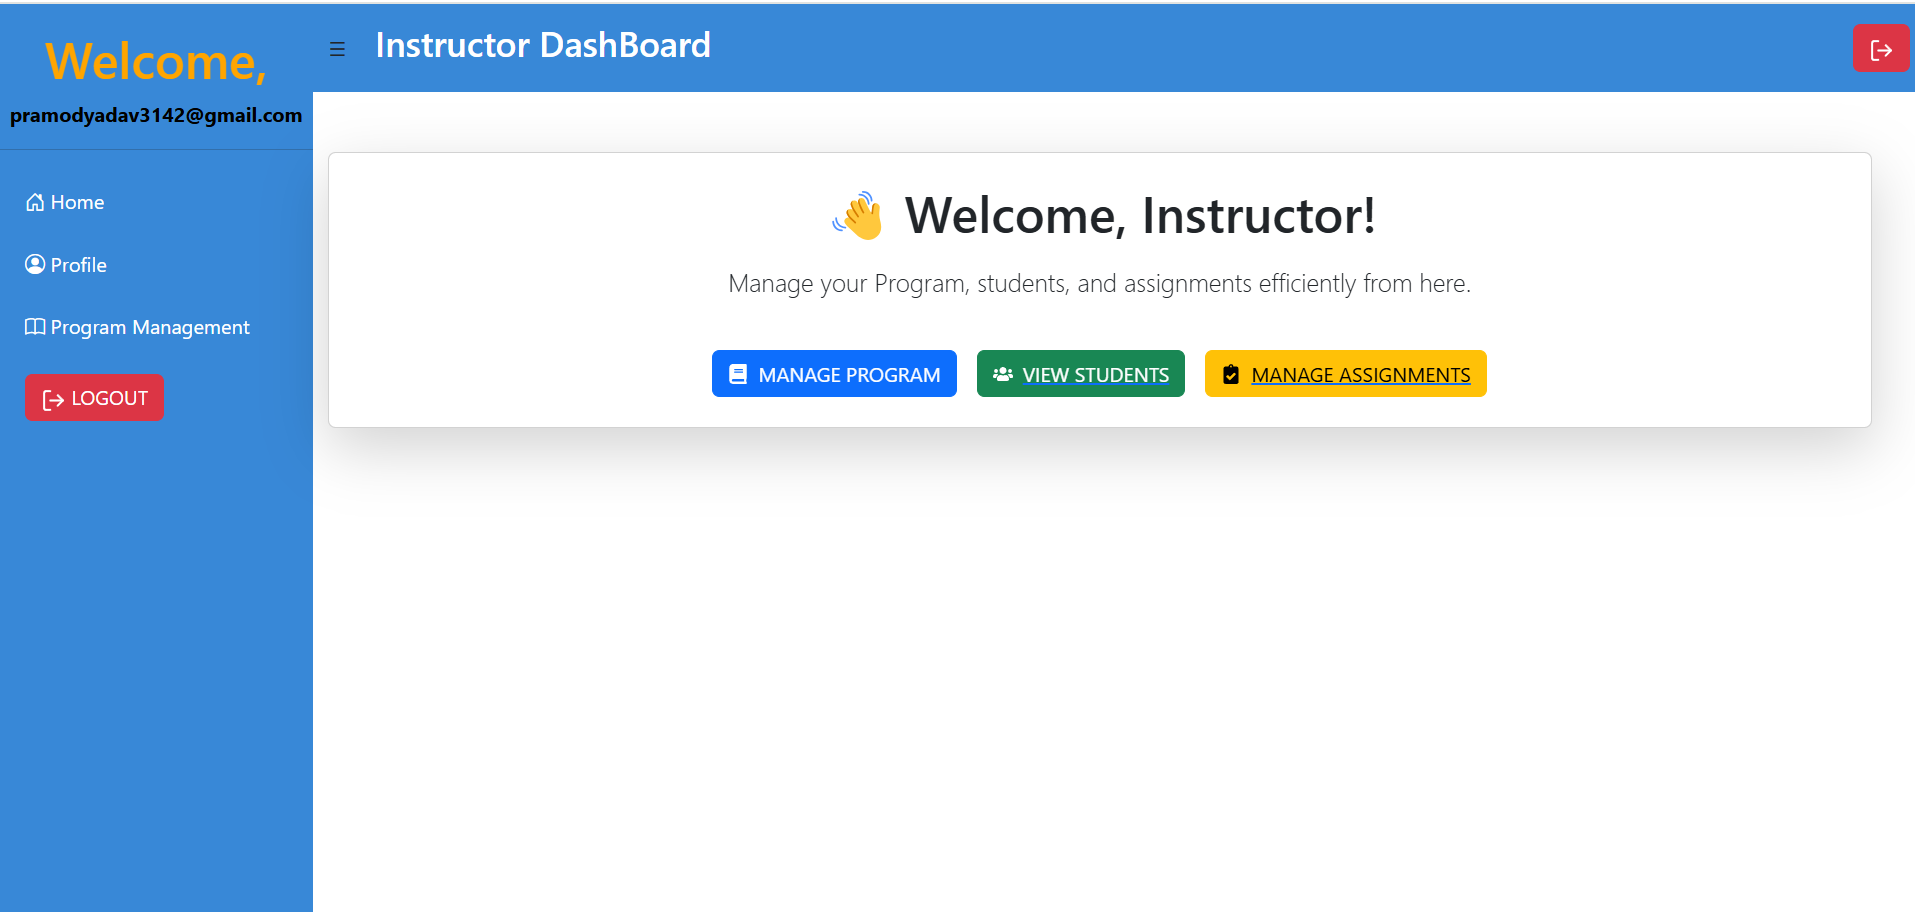 Welcome,
pramodyadav3142@gmail.com
Home
Profile
Program Management
LOGOUT
Instructor DashBoard
👋 Welcome, Instructor!
Manage your Program, students, and assignments efficiently from here.
MANAGE PROGRAM
VIEW STUDENTS
MANAGE ASSIGNMENTS